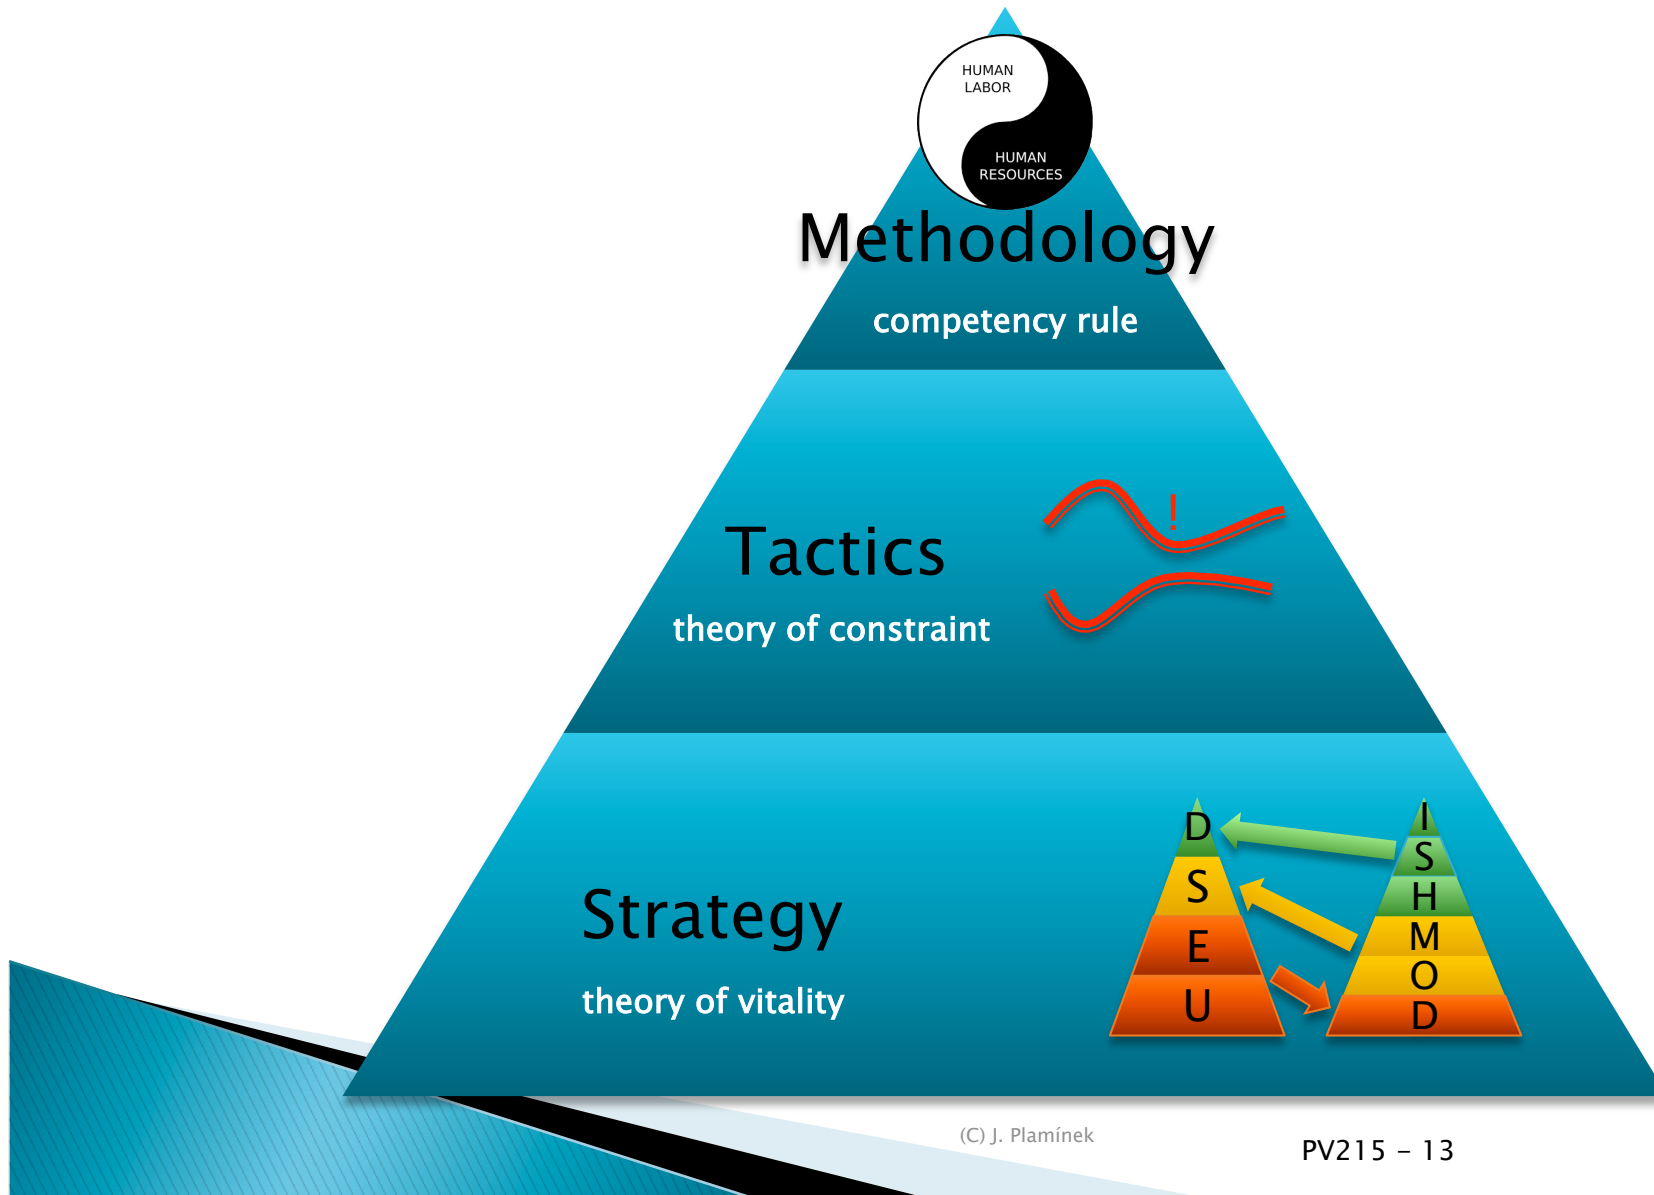 HUMAN
LABOR
HUMAN
RESOURCES
Methodology
competency rule
!
Tactics
theory of constraint
Strategy
theory of vitality
D
S
E
U
I
S
H
M
O
D
(C) J. Plamínek
PV215 – 13